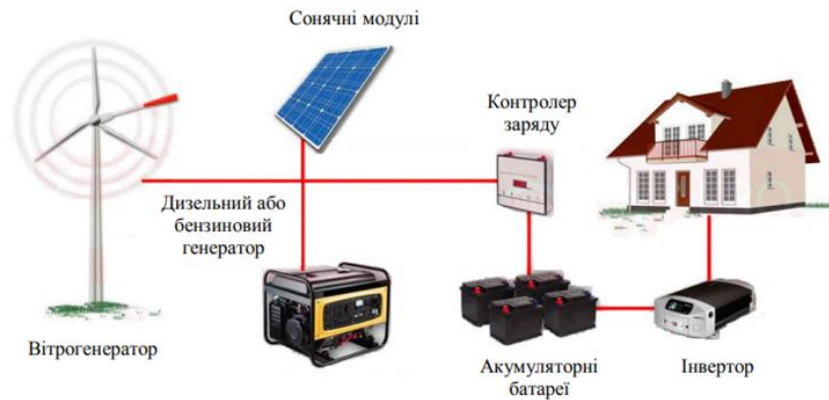 Сонячні модулі
Контролер
заряду
Дизельний або
бензиновий
генератор
Вітрогенератор
Акумуляторні
батареї
Інвертор